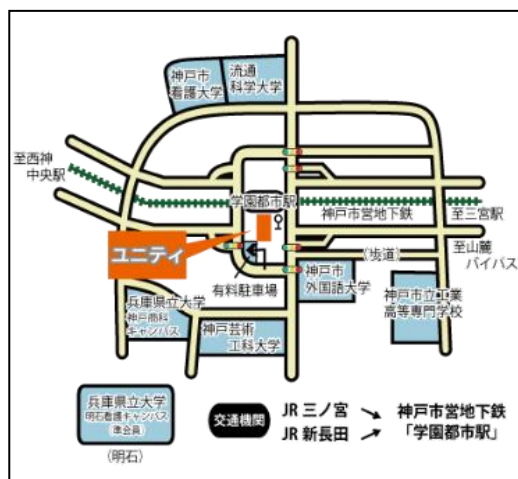 神戸市
看護大学
流通
科学大学
至西神
中央駅
学園都市駅
神戸市営地下鉄
至三宮駅
ユニティ
(歩道)
至山麓
バイパス
有料駐車場
神戸市
外国語大学
神戸市立工業
高等専門学校
兵庫県立大学
神戸商科
キャンパス
神戸芸術
工科大学
兵庫県立大学
明石看護キャンパス
(準会員)
(明石)
交通機関
JR 三ノ宮
JR 新長田
神戸市営地下鉄
「学園都市駅」